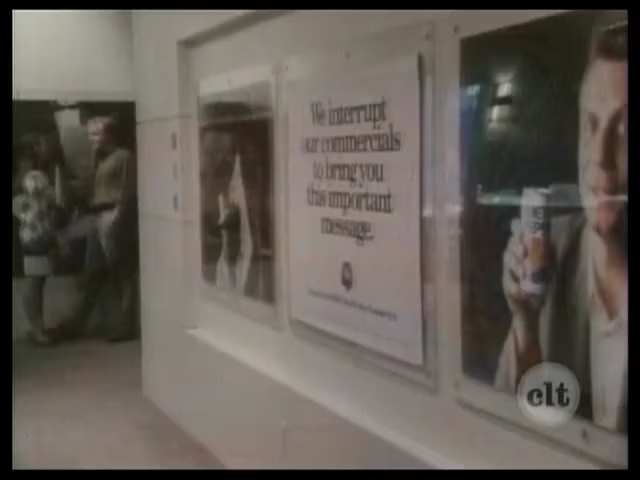 We interrupt
our commercials
to bring you
this important
message.
clt